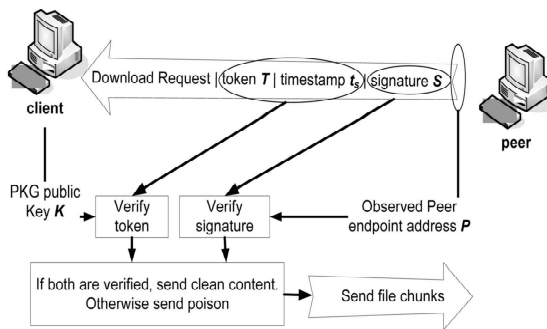 Download Request | token T | timestamp ts | signature S
client
peer
PKG public
Key K
Verify
token
Verify
signature
Observed Peer
endpoint address P
If both are verified, send clean content.
Otherwise send poison
Send file chunks